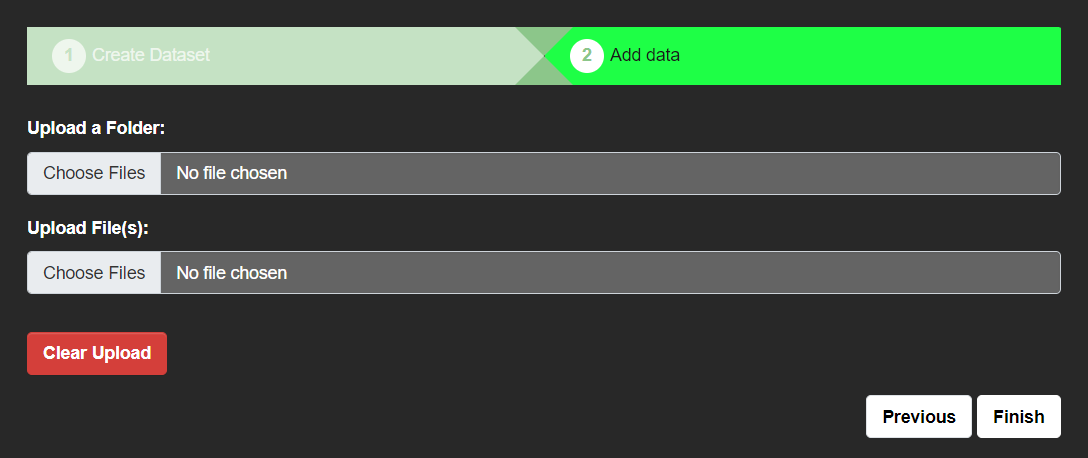 1 Create Dataset 2 Add data
Upload a Folder:
Choose Files No file chosen
Upload File(s):
Choose Files No file chosen
Clear Upload
Previous Finish